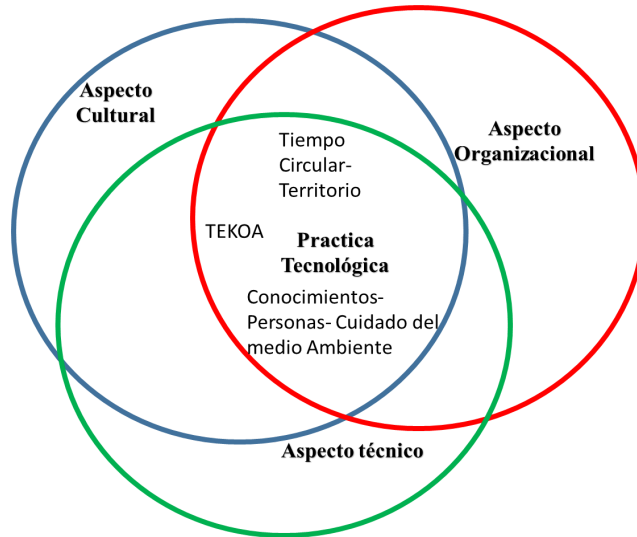 Aspecto
Cultural
Aspecto
Organizacional
Tiempo
Circular-
Territorio
TEKOA
Practica
Tecnológica
Conocimientos-
Personas- Cuidado del
medio Ambiente
Aspecto técnico